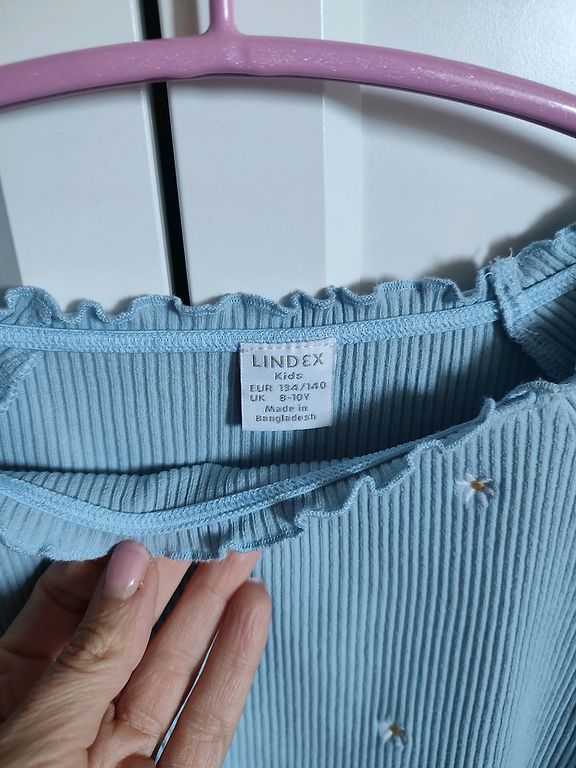 LINDEX
Kids
EUR 134/140
UK 8-10Y
Made in
Bangladesh